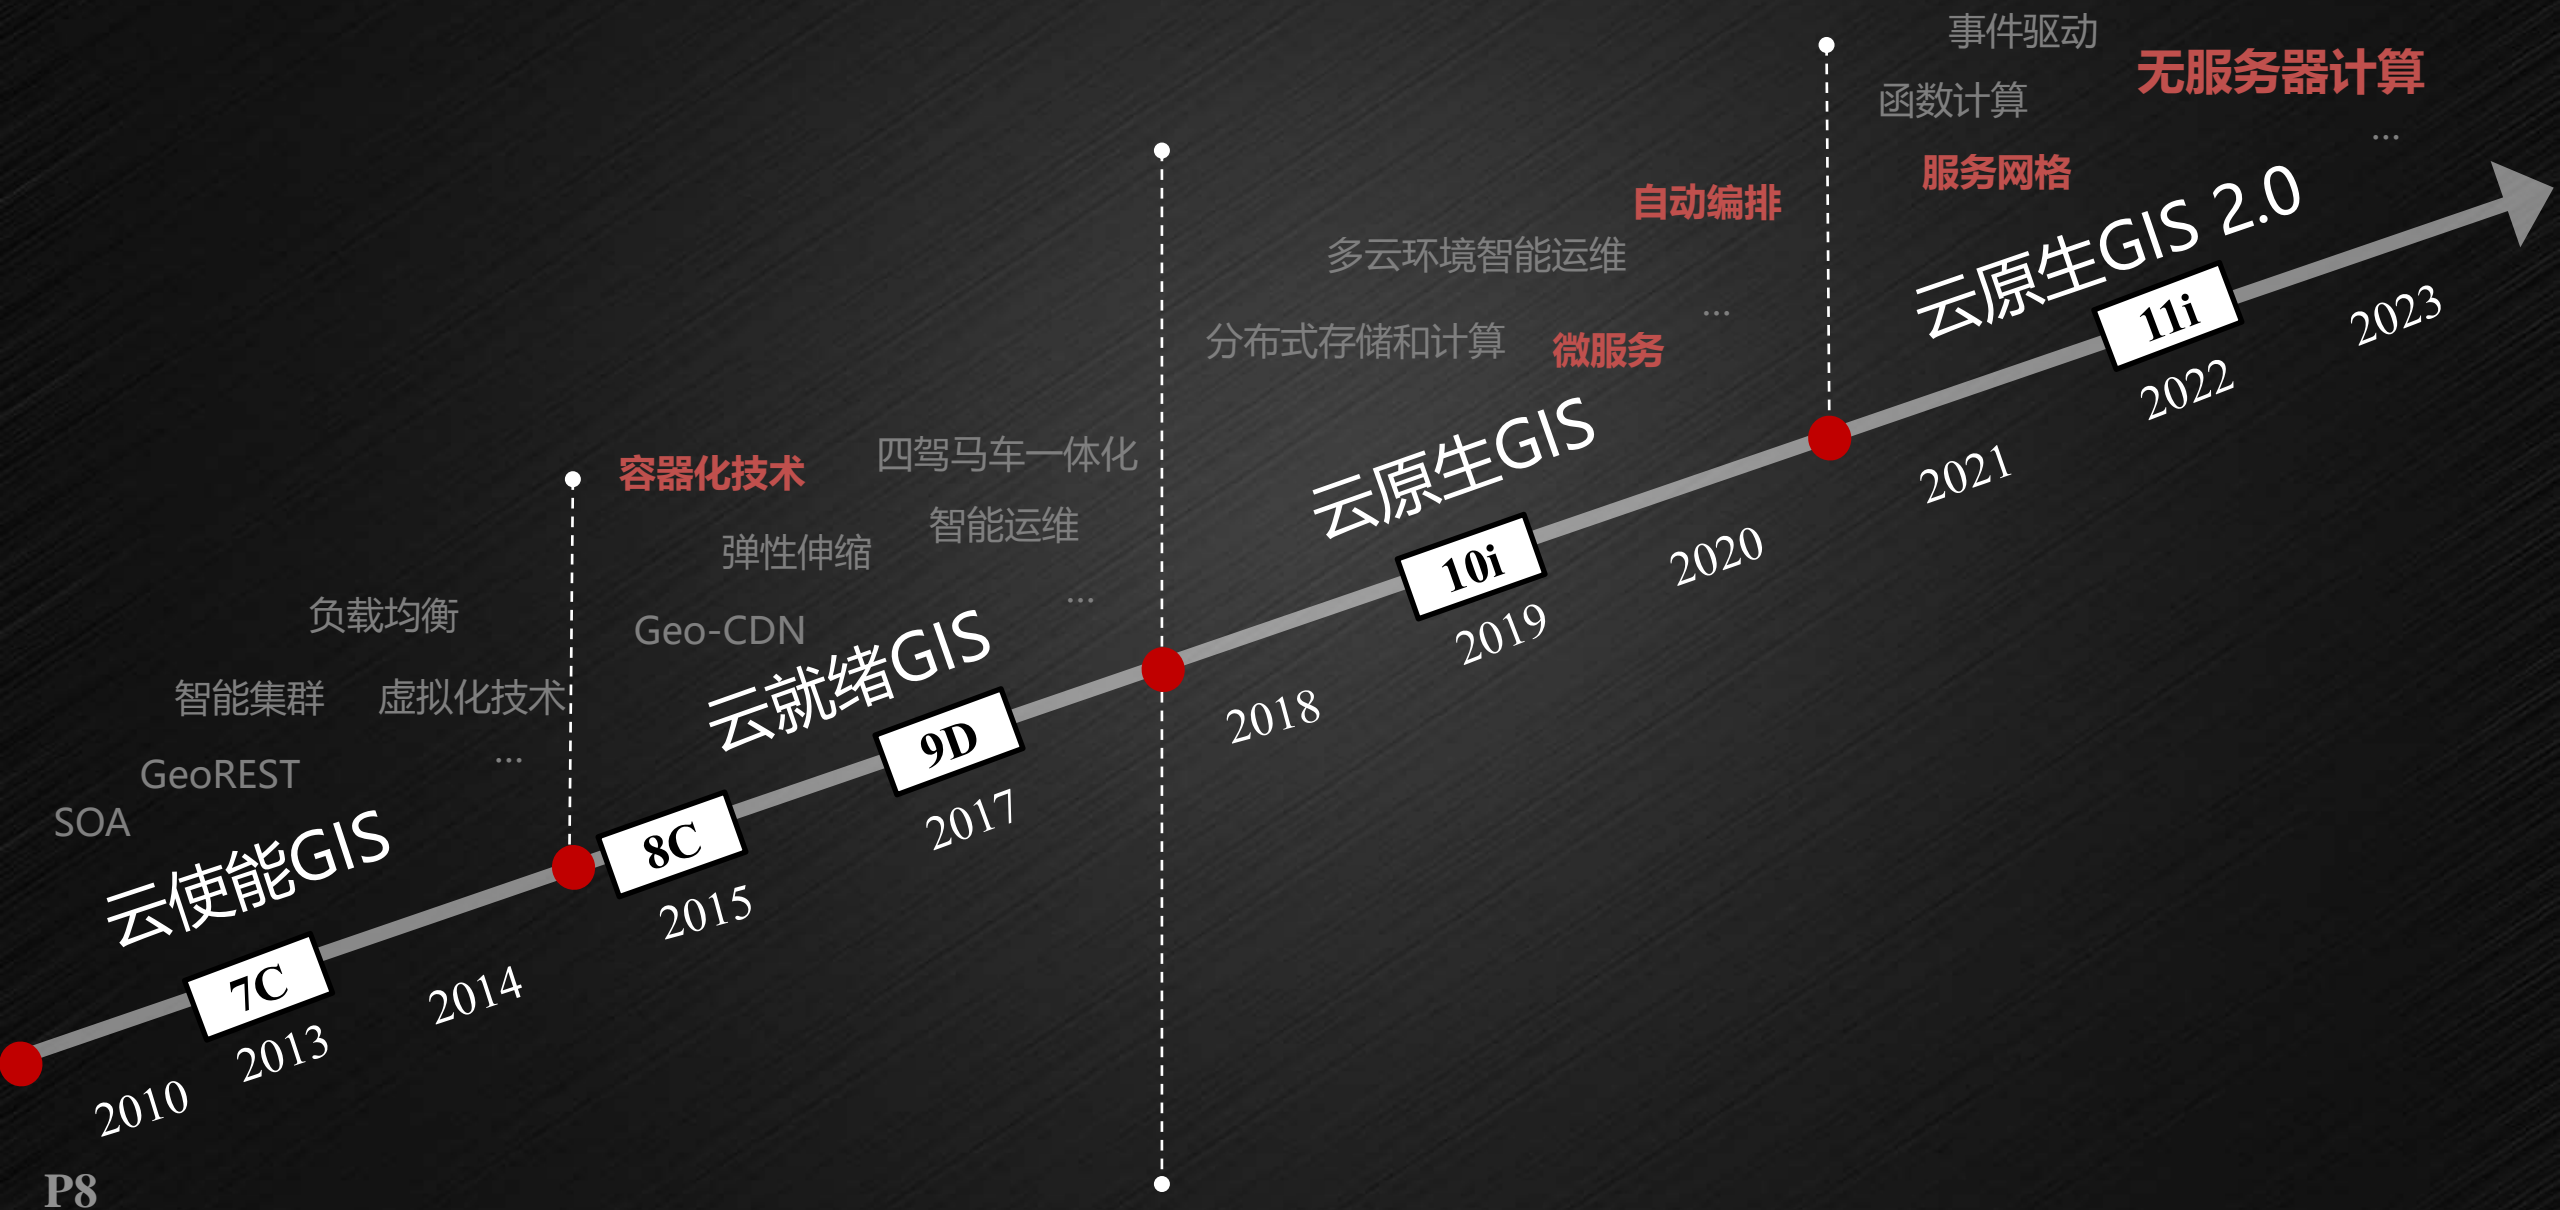 SOA
GeoREST
智能集群
负载均衡
虚拟化技术
...
云使能GIS
7C
2010
2013
2014
容器化技术
四驾马车一体化
弹性伸缩
智能运维
Geo-CDN
...
云就绪GIS
8C
9D
2015
2017
自动编排
多云环境智能运维
...
分布式存储和计算
微服务
云原生GIS
10i
2018
2019
2020
事件驱动
无服务器计算
函数计算
...
服务网格
云原生GIS 2.0
11i
2021
2022
2023
P8